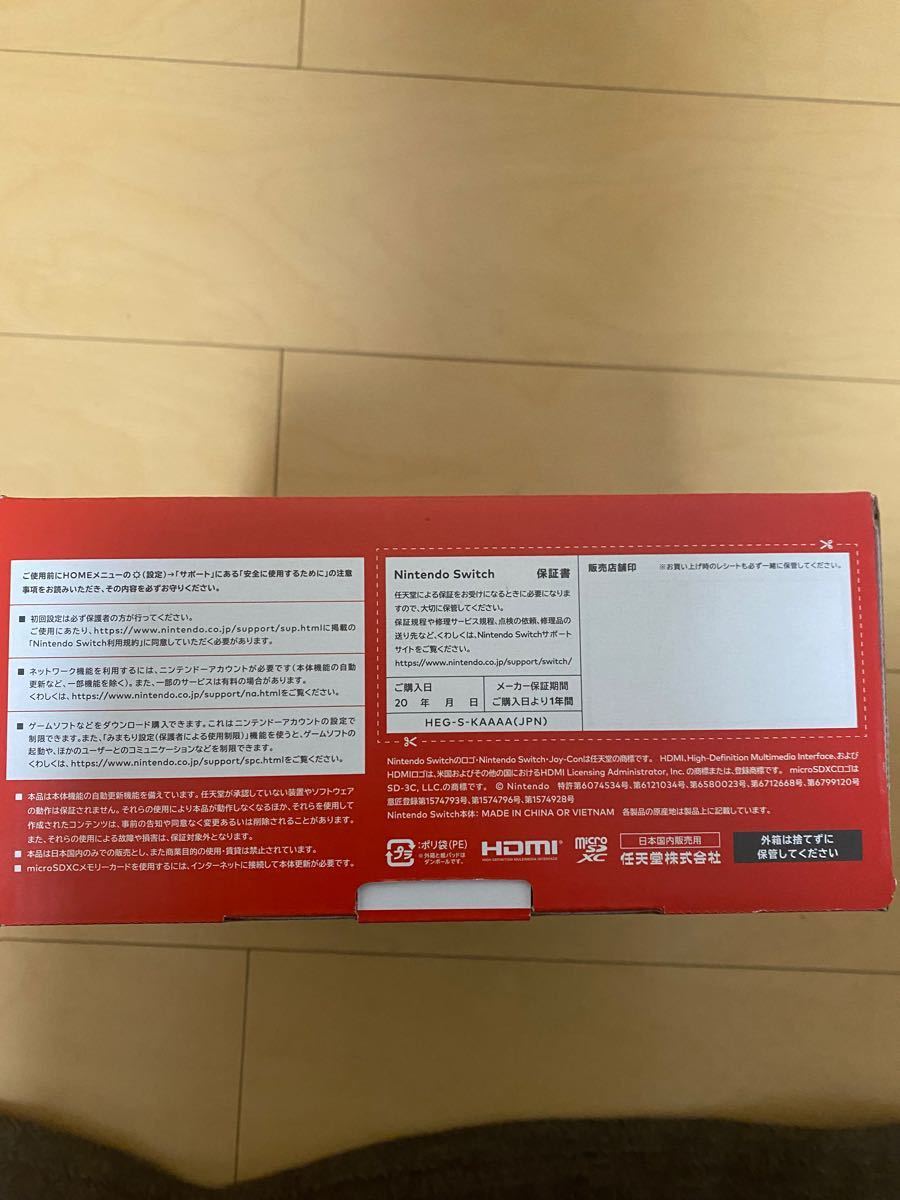 ご使用前にHOMEメニューの(設定)→「サポート」にある「安全に使用するために」の注意
事項をお読みいただき、その内容を必ずお守りください。
■ 初回設定は必ず保護者の方が行ってください。
ご使用にあたり、https://www.nintendo.co.jp/support/sup.htmlに掲載の
「Nintendo Switch利用規約」に同意していただく必要があります。
■ ネットワーク機能を利用するには、ニンテンドーアカウントが必要です(本体機能の自動
更新など、一部機能を除く)。また、一部のサービスは有料の場合があります。
くわしくは、https://www.nintendo.co.jp/support/na.htmlをご覧ください。
■ ゲームソフトなどをダウンロード購入できます。これはニンテンドーアカウントの設定で
制限できます。また、「みまもり設定(保護者による使用制限)」機能を使うと、ゲームソフトの
起動や、ほかのユーザーとのコミュニケーションなどを制限できます。
くわしくは、https://www.nintendo.co.jp/support/spc.htmlをご覧ください。
■ 本品は本体機能の自動更新機能を備えています。任天堂が承認していない装置やソフトウェア
の動作は保証されません。それらの使用により本品が動作しなくなるほか、それらを使用して
作成されたコンテンツは、事前の告知や同意なく変更あるいは削除されることがあります。
また、それらの使用による故障や損害は、保証対象外となります。
■ 本品は日本国内のみでの販売とし、また商業目的の使用・賃貸は禁止されています。
■ microSDXCメモリーカードを使用するには、インターネットに接続して本体更新が必要です。
Nintendo Switch 保証書
任天堂による保証をお受けになるときに必要になりま
すので、大切に保管してください。
保証規程や修理サービス規程、点検の依頼、修理品の
送り先など、くわしくは、Nintendo Switchサポート
サイトをご覧ください。
https://www.nintendo.co.jp/support/switch/
ご購入日
20 年 月 日
メーカー保証期間
ご購入日より1年間
HEG-S-KAAAA(JPN)
販売店舗印 ※お買い上げ時のレシートも必ず一緒に保管してください。
Nintendo Switchのロゴ・Nintendo Switch・Joy-Conは任天堂の商標です。 HDMI、High-Definition Multimedia Interface、および
HDMIロゴは、米国およびその他の国におけるHDMI Licensing Administrator, Inc. の商標または、登録商標です。 microSDXCロゴは
SD-3C, LLC.の商標です。 © Nintendo 特許第6074534号、第6121034号、第6580023号、第6712668号、第6799120号
意匠登録第1574793号、第1574796号、第1574928号
Nintendo Switch本体: MADE IN CHINA OR VIETNAM 各製品の原産地は製品上に記載しています。
プラ :ポリ袋(PE)
※外箱と紙パッドは
ダンボールです。
HDMI
HIGH-DEFINITION MULTIMEDIA INTERFACE
micro SD XC
日本国内販売用
任天堂株式会社
外箱は捨てずに
保管してください